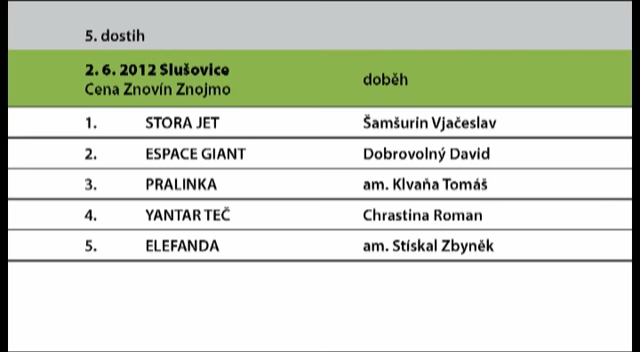 5. dostih
2. 6. 2012 Slušovice
Cena Znovín Znojmo
doběh
1. STORA JET Šamšurin Vjačeslav
2. ESPACE GIANT Dobrovolný David
3. PRALINKA am. Klvaňa Tomáš
4. YANTAR TEČ Chrastina Roman
5. ELEFANDA am. Stískal Zbyněk